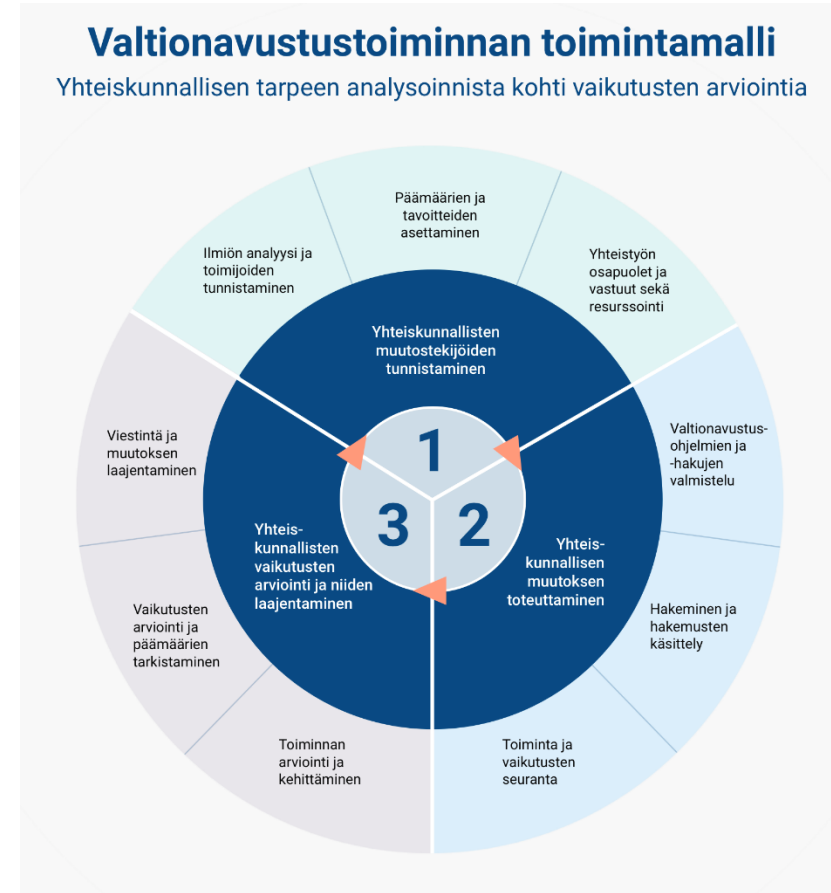 Valtionavustustoiminnan toimintamalli
Yhteiskunnallisen tarpeen analysoinnista kohti vaikutusten arviointia
Päämäärien ja
tavoitteiden
asettaminen
Ilmiön analyysi ja
toimijoiden
tunnistaminen
Yhteistyön
osapuolet ja
vastuut sekä
resurssointi
Yhteiskunnallisten
muutostekijöiden
tunnistaminen
Viestintä ja
muutoksen
laajentaminen
Valtionavustus-
ohjelmien ja
-hakujen
valmistelu
1
3
2
Yhteis-
kunnallisten
vaikutusten
arviointi ja niiden
laajentaminen
Yhteis-
kunnallisen
muutoksen
toteuttaminen
Vaikutusten
arviointi ja
päämäärien
tarkistaminen
Hakeminen ja
hakemusten
käsittely
Toiminnan
arviointi ja
kehittäminen
Toiminta ja
vaikutusten
seuranta